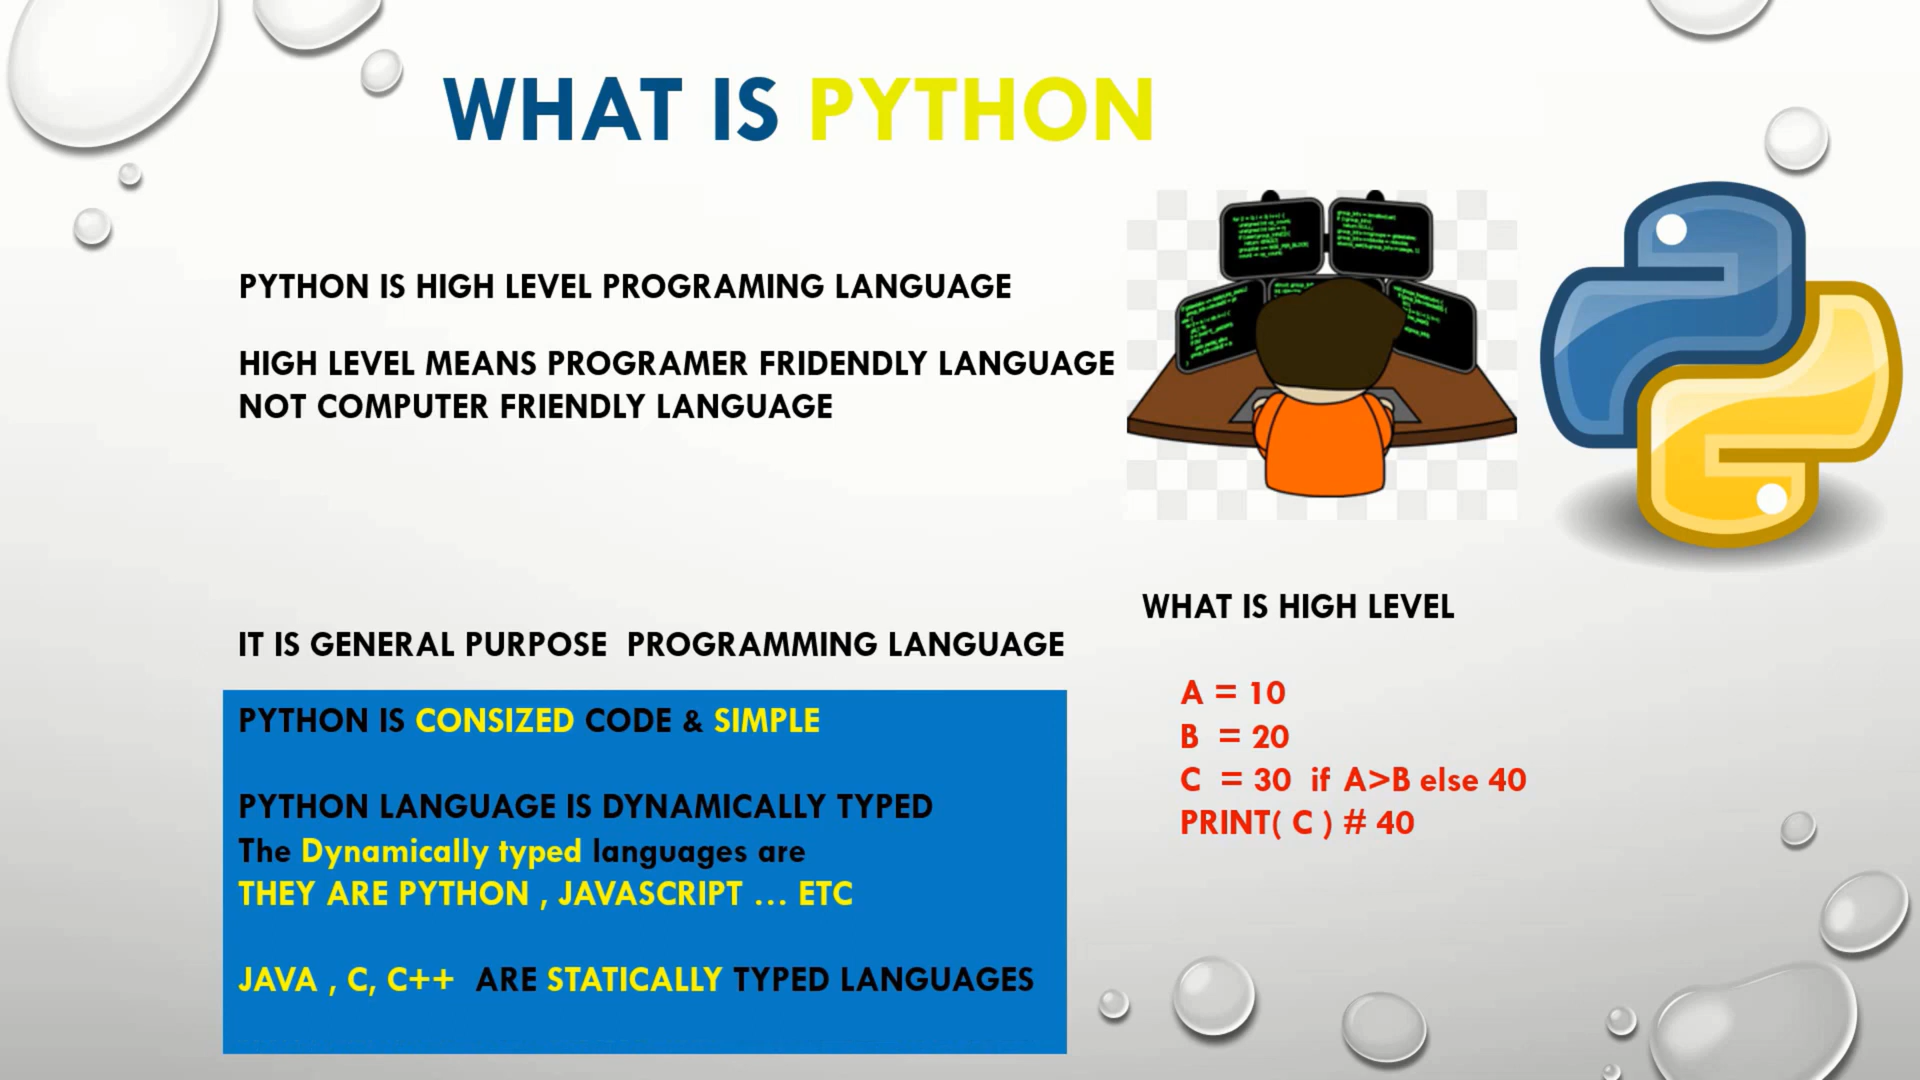 WHAT IS PYTHON
PYTHON IS HIGH LEVEL PROGRAMING LANGUAGE
HIGH LEVEL MEANS PROGRAMER FRIDENDLY LANGUAGE
NOT COMPUTER FRIENDLY LANGUAGE
IT IS GENERAL PURPOSE  PROGRAMMING LANGUAGE
PYTHON IS CONSIZED CODE & SIMPLE
PYTHON LANGUAGE IS DYNAMICALLY TYPED
The Dynamically typed languages are
THEY ARE PYTHON , JAVASCRIPT ... ETC
JAVA , C, C++  ARE STATICALLY TYPED LANGUAGES
WHAT IS HIGH LEVEL
A = 10
B  = 20
C  = 30  if A>B else 40
PRINT( C ) # 40